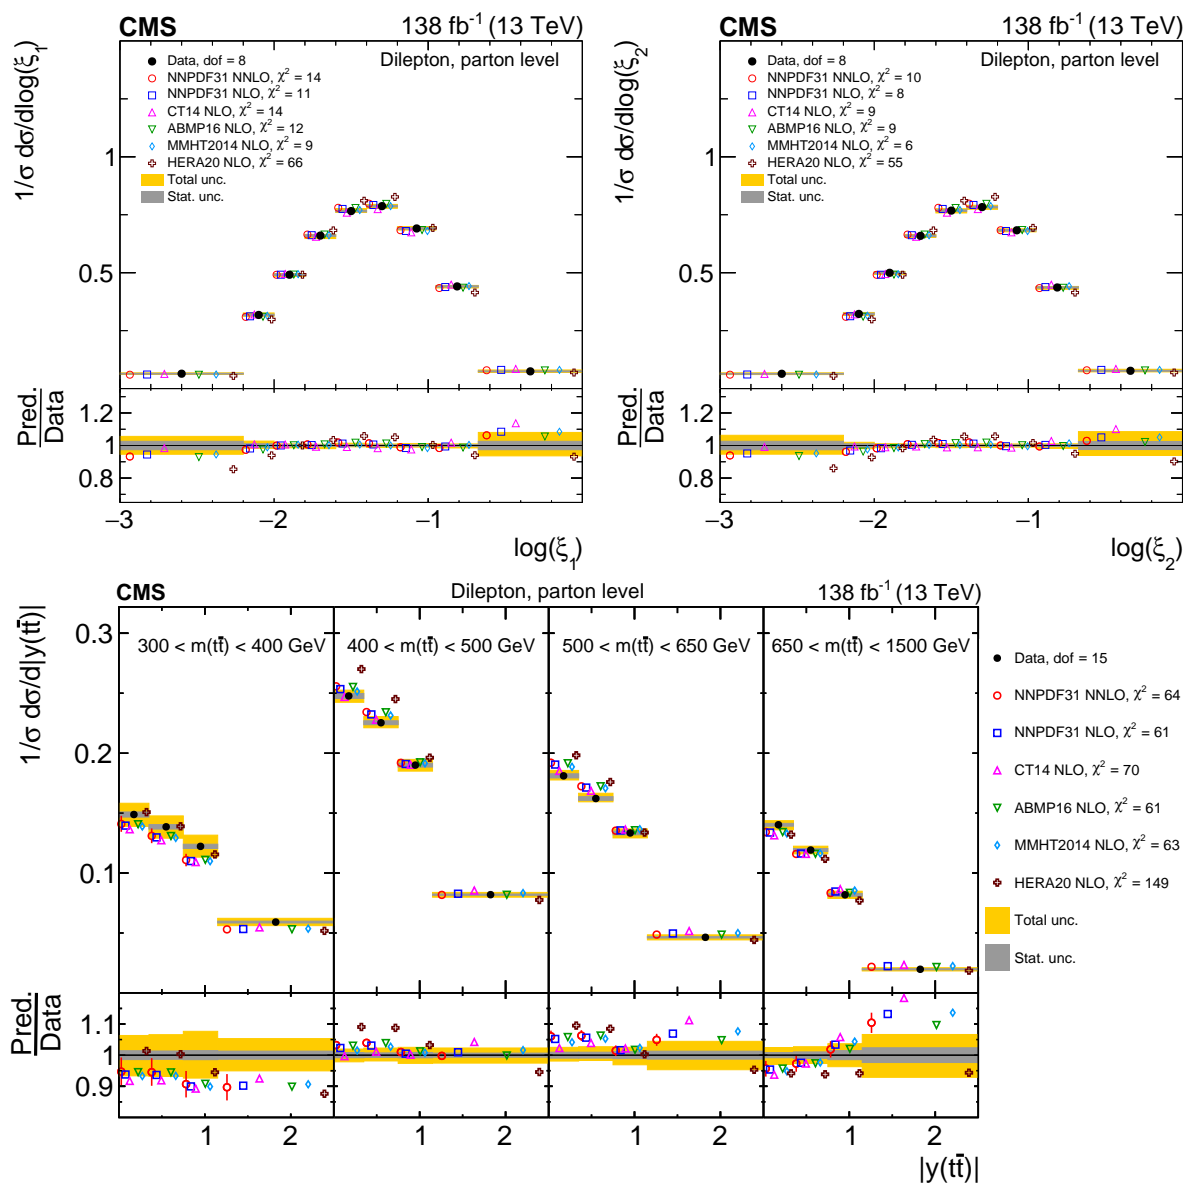 CMS 138 fb⁻¹ (13 TeV)
1/σ dσ/dlog(ξ₁)
Dilepton, parton level
Data, dof = 8
NNPDF31 NNLO, χ² = 14
NNPDF31 NLO, χ² = 11
CT14 NLO, χ² = 14
ABMP16 NLO, χ² = 12
MMHT2014 NLO, χ² = 9
HERA20 NLO, χ² = 66
Total unc.
Stat. unc.
1
0.5
Pred.
Data
1.2
1
0.8
−3 −2 −1
log(ξ₁)
CMS 138 fb⁻¹ (13 TeV)
1/σ dσ/dlog(ξ₂)
Dilepton, parton level
Data, dof = 8
NNPDF31 NNLO, χ² = 10
NNPDF31 NLO, χ² = 8
CT14 NLO, χ² = 9
ABMP16 NLO, χ² = 9
MMHT2014 NLO, χ² = 6
HERA20 NLO, χ² = 55
Total unc.
Stat. unc.
1
0.5
Pred.
Data
1.2
1
0.8
−3 −2 −1
log(ξ₂)
CMS Dilepton, parton level 138 fb⁻¹ (13 TeV)
1/σ dσ/d|y(tt̄)|
300 < m(tt̄) < 400 GeV 400 < m(tt̄) < 500 GeV 500 < m(tt̄) < 650 GeV 650 < m(tt̄) < 1500 GeV
0.3
0.2
0.1
Data, dof = 15
NNPDF31 NNLO, χ² = 64
NNPDF31 NLO, χ² = 61
CT14 NLO, χ² = 70
ABMP16 NLO, χ² = 61
MMHT2014 NLO, χ² = 63
HERA20 NLO, χ² = 149
Total unc.
Stat. unc.
Pred.
Data
1.1
1
0.9
1 2 1 2 1 2 1 2
|y(tt̄)|